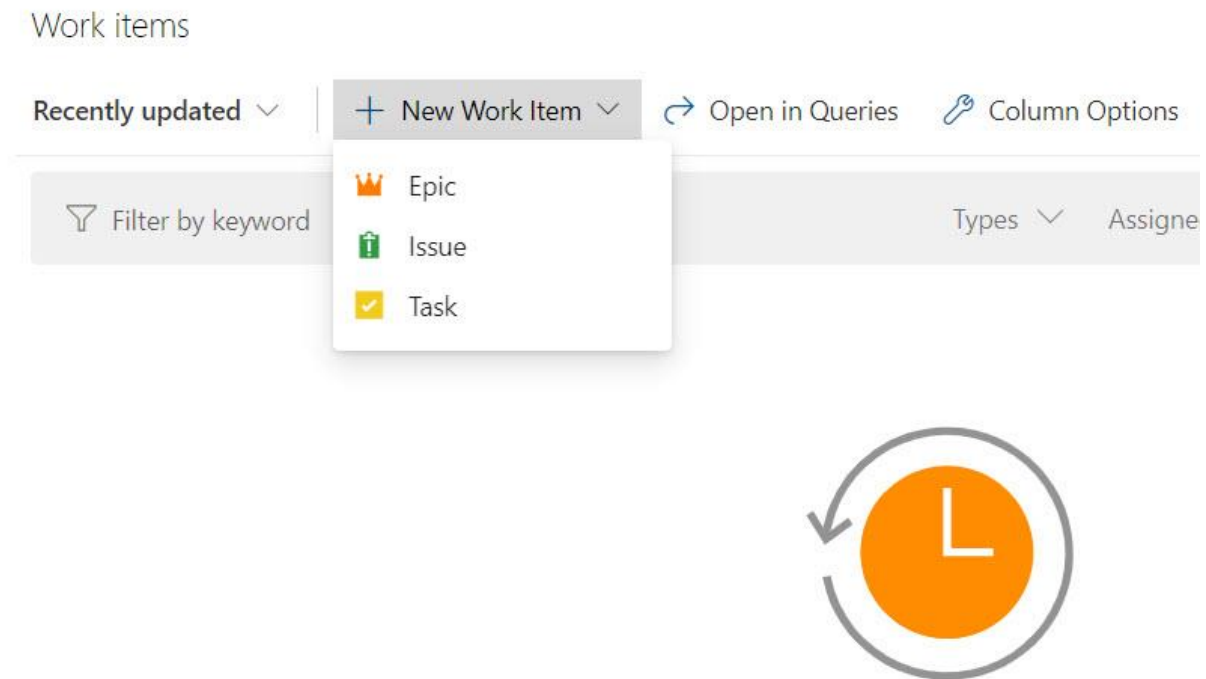 Work items
Recently updated New Work Item Open in Queries Column Options
Epic
Filter by keyword Types Assigne
Issue
Task